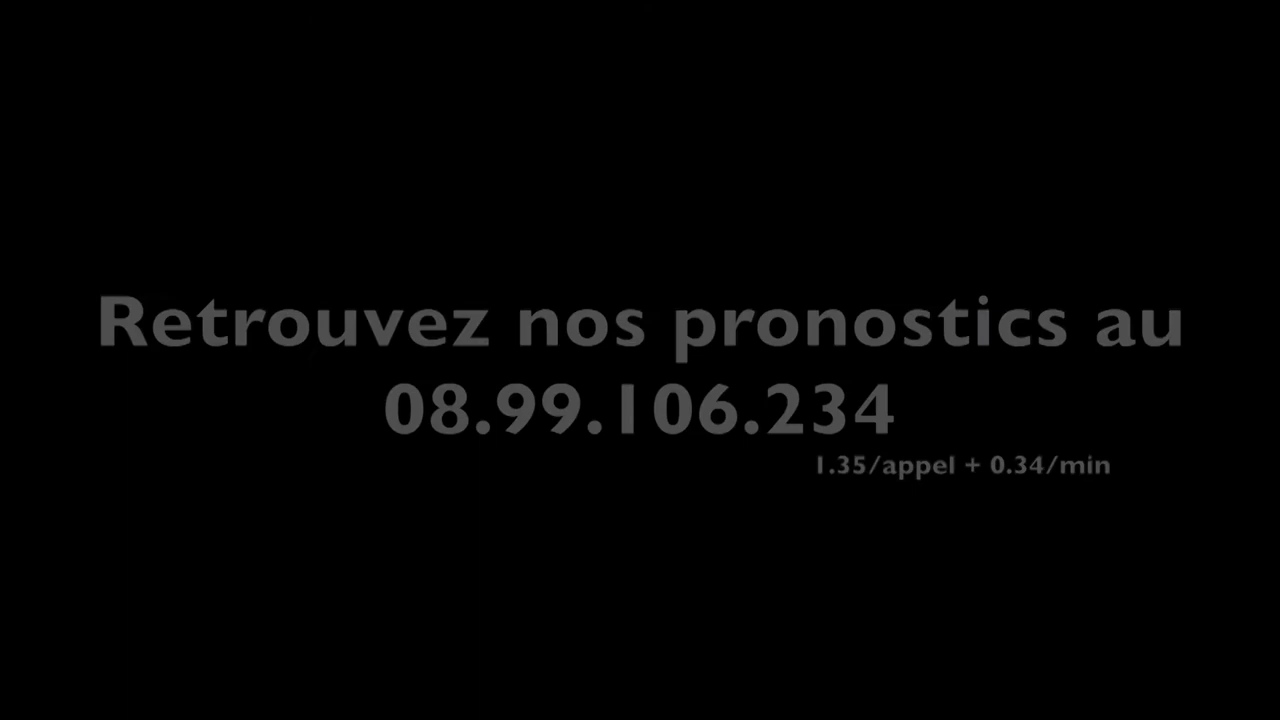 Retrouvez nos pronostics au
08.99.106.234
1.35/appel + 0.34/min